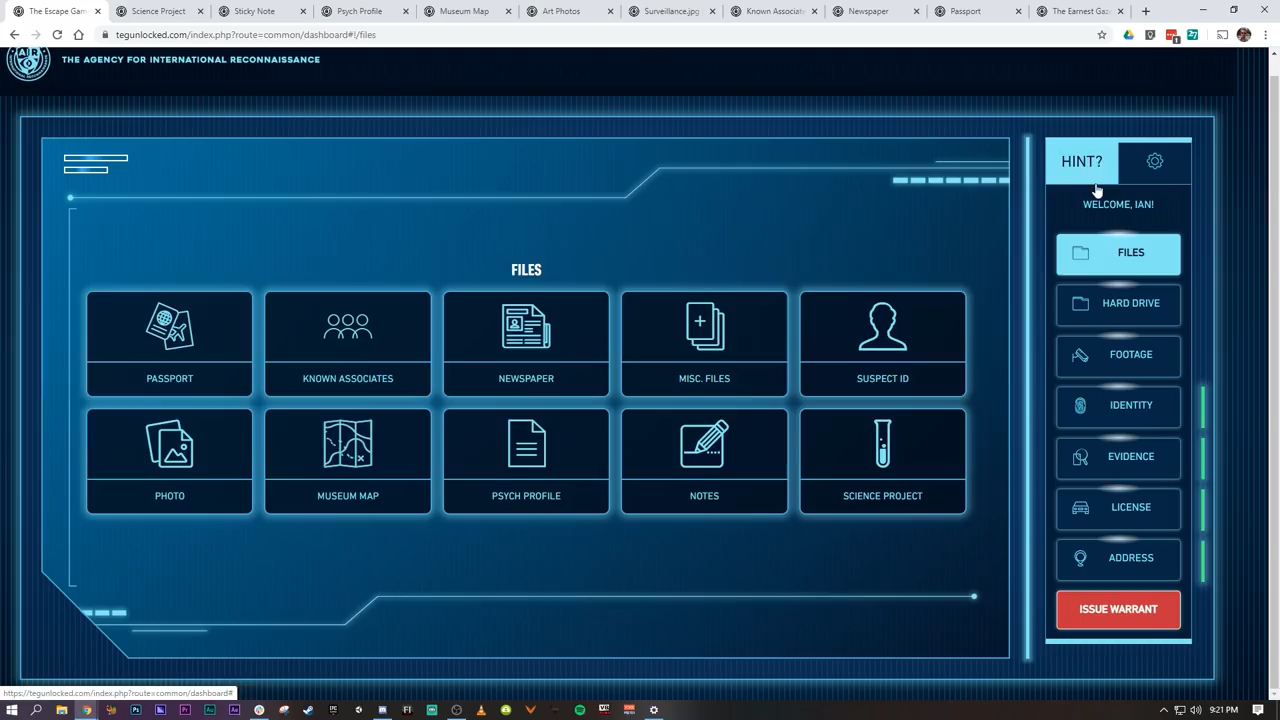 The Escape Game
Science Project
Sticky Note
Psych Profile
Museum Map
Art Photos
Surveillance.jpg
Known Associate
Newspaper
Passport
The Earnest Gaz
tegunlocked.com/index.php?route=common/dashboard#!/files
THE AGENCY FOR INTERNATIONAL RECONNAISSANCE
HINT?
WELCOME, IAN!
FILES
HARD DRIVE
FOOTAGE
IDENTITY
EVIDENCE
LICENSE
ADDRESS
ISSUE WARRANT
FILES
PASSPORT
KNOWN ASSOCIATES
NEWSPAPER
MISC. FILES
SUSPECT ID
PHOTO
MUSEUM MAP
PSYCH PROFILE
NOTES
SCIENCE PROJECT
https://tegunlocked.com/index.php?route=common/dashboard#
9:21 PM